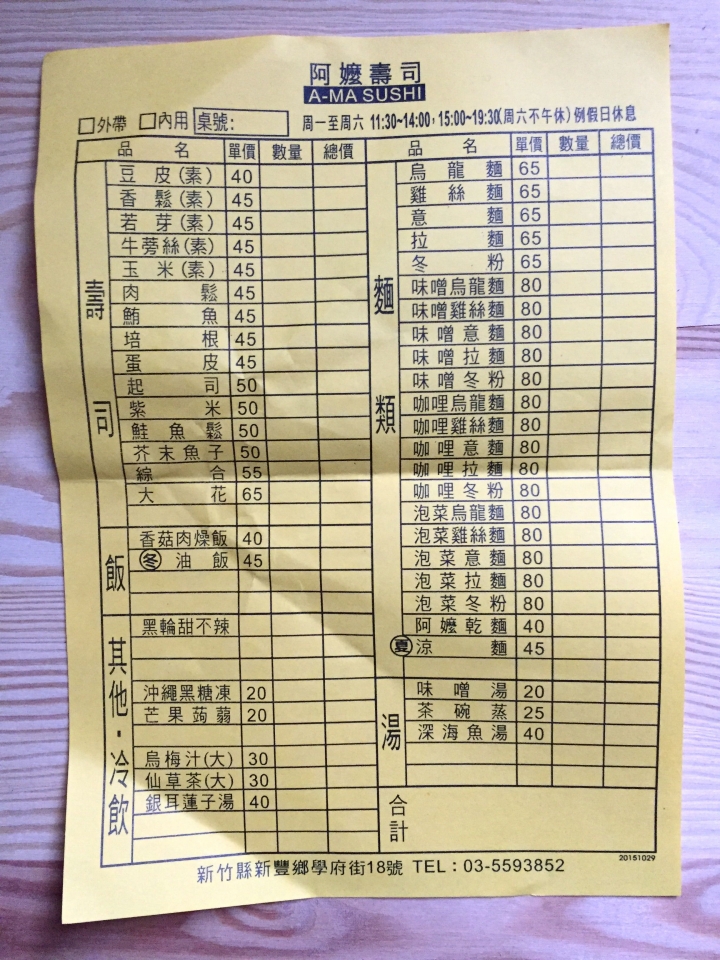 阿嬤壽司
A-MA SUSHI
□外帶 □內用 桌號: 周一至周六 11:30~14:00,15:00~19:30(周六不午休)例假日休息
品名 單價 數量 總價
壽司
豆皮(素) 40
香鬆(素) 45
若芽(素) 45
牛蒡絲(素) 45
玉米(素) 45
肉鬆 45
鮪魚 45
培根 45
蛋皮 45
起司 50
紫米 50
鮭魚鬆 50
芥末魚子 50
綜合 55
大花 65
飯
香菇肉燥飯 40
冬 油飯 45
其他·冷飲
黑輪甜不辣
沖繩黑糖凍 20
芒果蒟蒻 20
烏梅汁(大) 30
仙草茶(大) 30
銀耳蓮子湯 40
品名 單價 數量 總價
麵類
烏龍麵 65
雞絲麵 65
意麵 65
拉麵 65
冬粉 65
味噌烏龍麵 80
味噌雞絲麵 80
味噌意麵 80
味噌拉麵 80
味噌冬粉 80
咖哩烏龍麵 80
咖哩雞絲麵 80
咖哩意麵 80
咖哩拉麵 80
咖哩冬粉 80
泡菜烏龍麵 80
泡菜雞絲麵 80
泡菜意麵 80
泡菜拉麵 80
泡菜冬粉 80
阿嬤乾麵 40
夏 涼麵 45
湯
味噌湯 20
茶碗蒸 25
深海魚湯 40
合計
20151029
新竹縣新豐鄉學府街18號 TEL:03-5593852